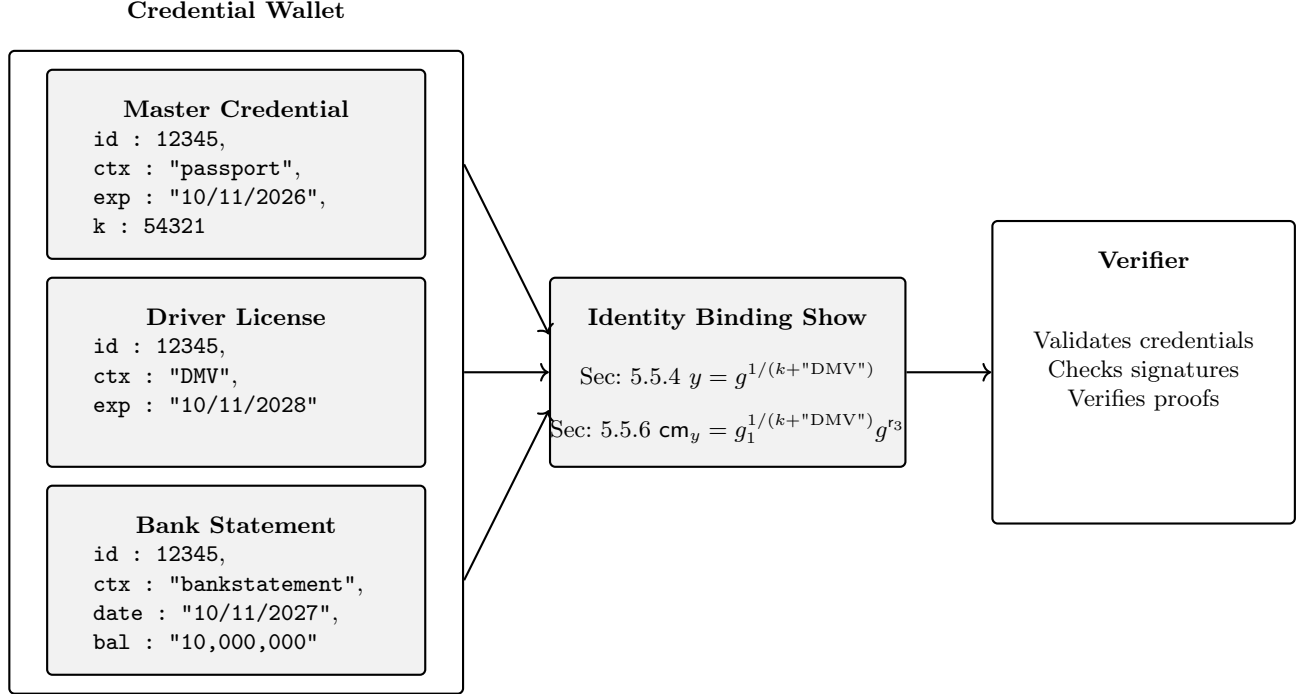 Credential Wallet
Master Credential
id : 12345,
ctx : "passport",
exp : "10/11/2026",
k : 54321
Driver License
id : 12345,
ctx : "DMV",
exp : "10/11/2028"
Bank Statement
id : 12345,
ctx : "bankstatement",
date : "10/11/2027",
bal : "10,000,000"
Identity Binding Show
Sec: 5.5.4 y = g^{1/(k+"DMV")}
Sec: 5.5.6 cm_y = g_1^{1/(k+"DMV")} g^{r_3}
Verifier
Validates credentials
Checks signatures
Verifies proofs